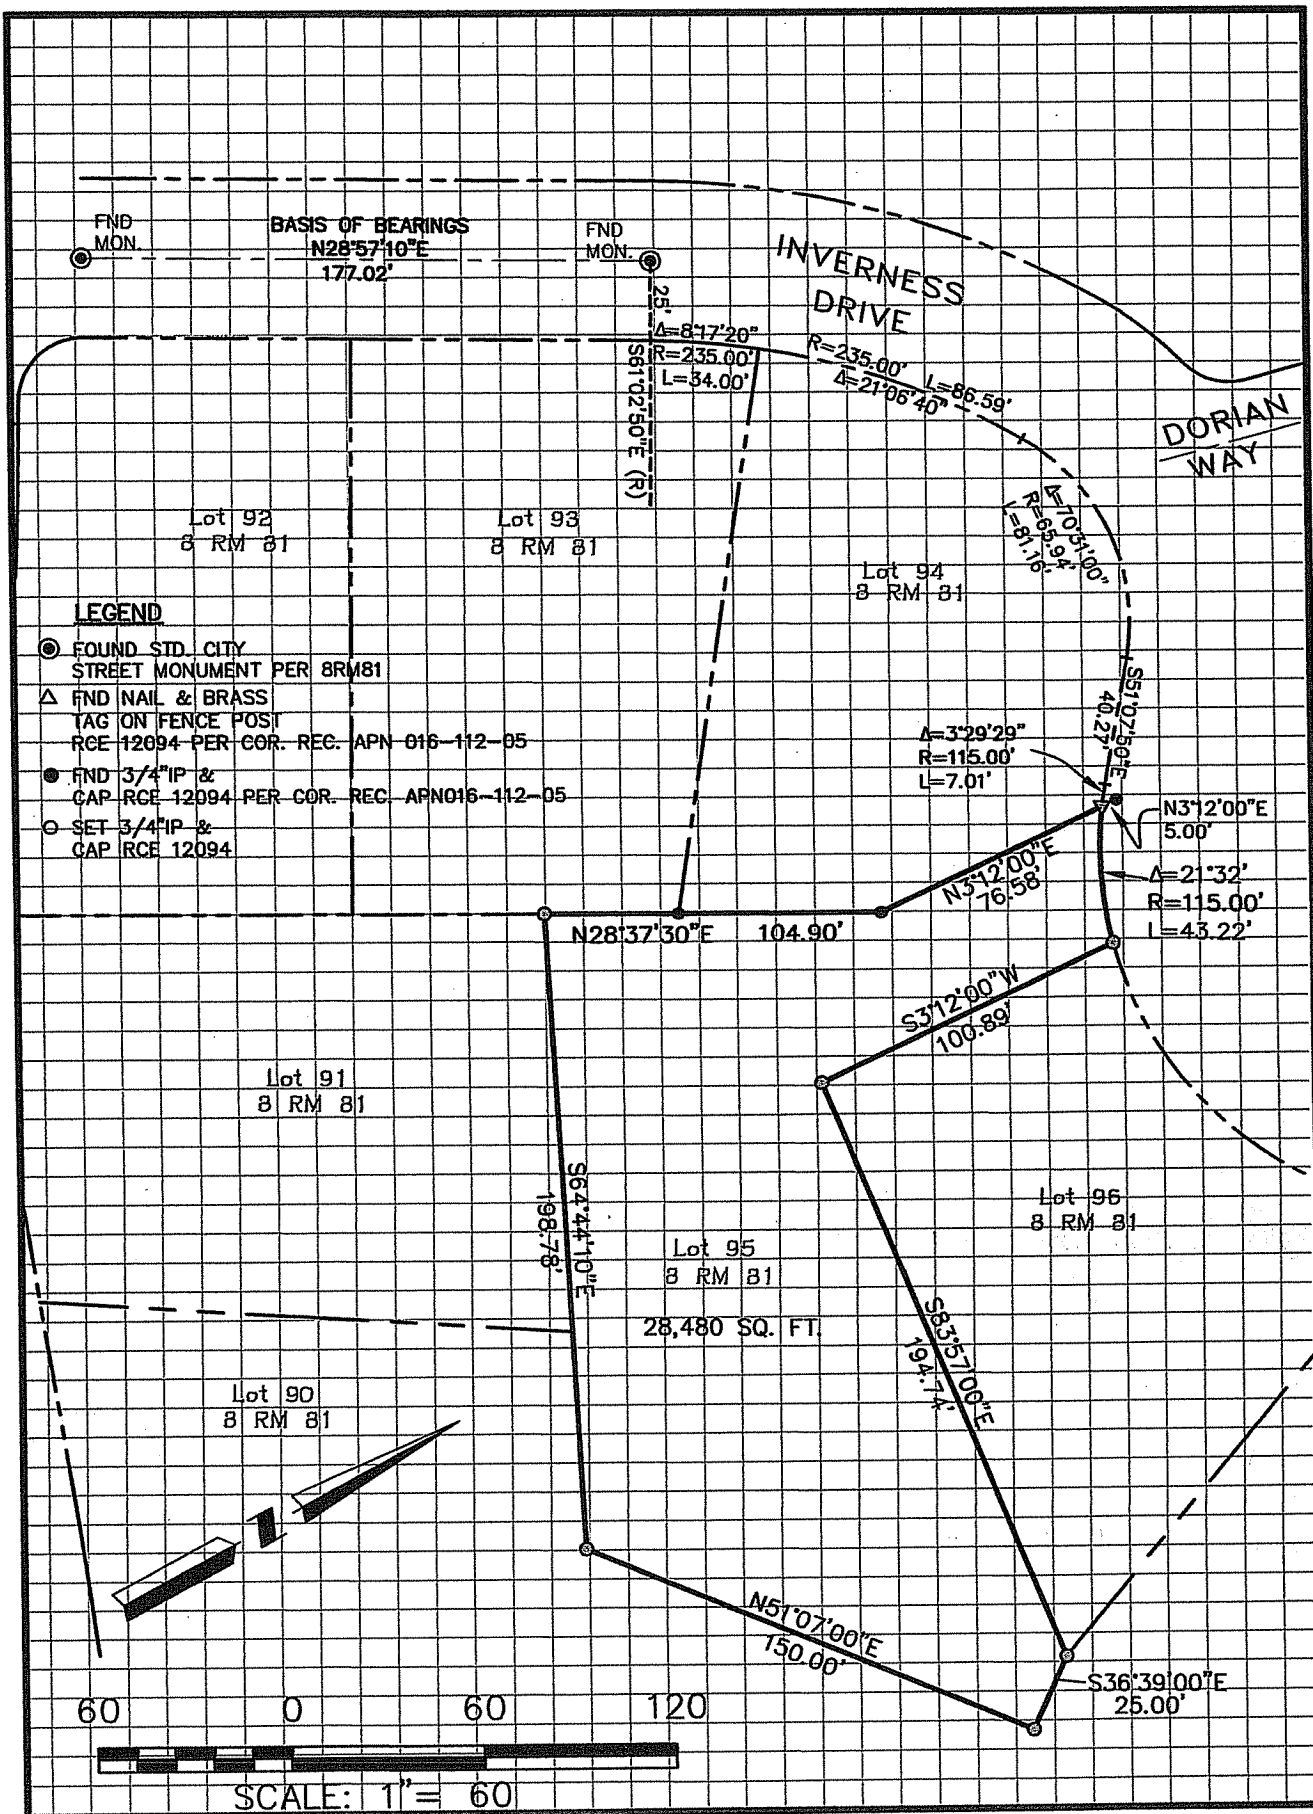 FND
MON.
BASIS OF BEARINGS
N28°57'10"E
177.02'
FND
MON.
INVERNESS
DRIVE
25'
S61°02'50"E (R)
Δ=8°17'20"
R=235.00'
L=34.00'
R=235.00' L=86.59'
Δ=21°06'40"
DORIAN
WAY
Δ=70°31'00"
R=65.94'
L=81.16'
Lot 92
8 RM 81
Lot 93
8 RM 81
Lot 94
8 RM 81
LEGEND
FOUND STD. CITY
STREET MONUMENT PER 8RM81
FND NAIL & BRASS
TAG ON FENCE POST
RCE 12094 PER COR. REC. APN 016-112-05
FND 3/4"IP &
CAP RCE 12094 PER COR. REC. APN016-112-05
SET 3/4"IP &
CAP RCE 12094
S51°07'50"E
40.27'
Δ=3°29'29"
R=115.00'
L=7.01'
N3°12'00"E
5.00'
N3°12'00"E
76.58'
Δ=21°32'
R=115.00'
L=43.22'
N28°37'30"E 104.90'
S3°12'00"W
100.89'
Lot 91
8 RM 81
S64°44'10"E
198.78'
Lot 96
8 RM 81
Lot 95
8 RM 81
28,480 SQ. FT.
S83°57'00"E
194.74'
Lot 90
8 RM 81
N51°07'00"E
150.00'
S36°39'00"E
25.00'
60 0 60 120
SCALE: 1"= 60